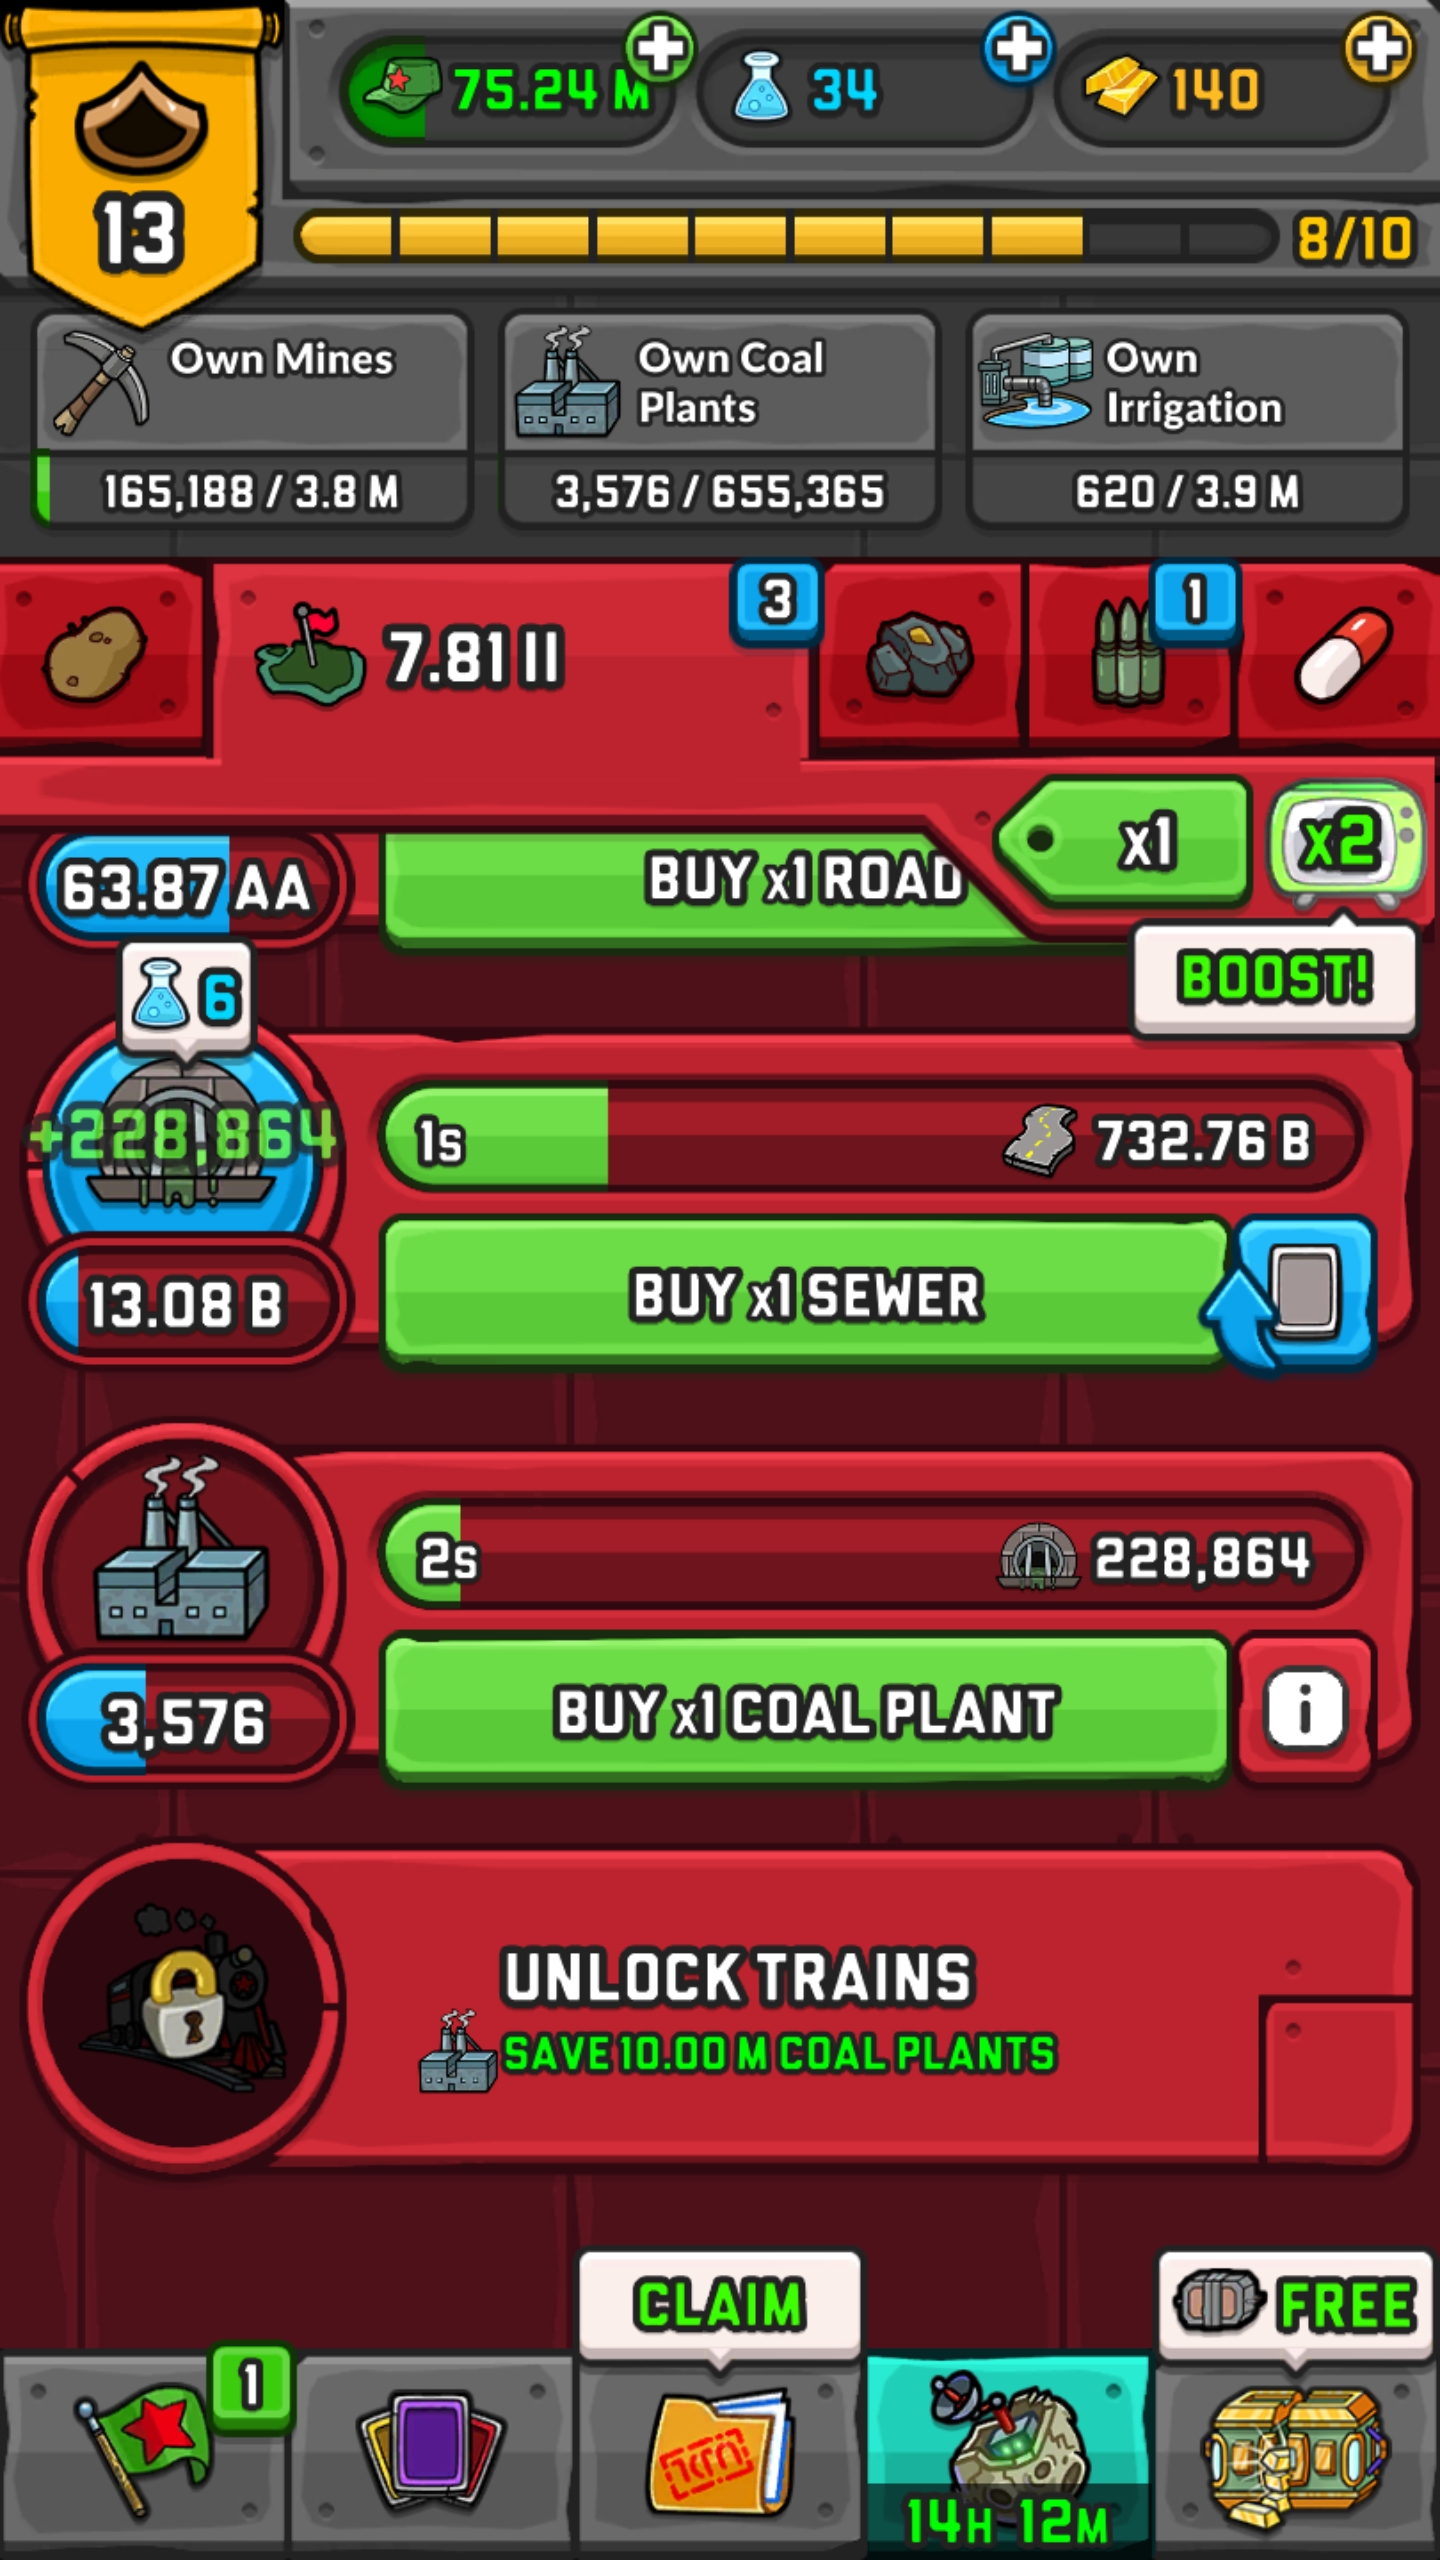 75.24 M
34
140
13
8/10
Own Mines
165,188 / 3.8 M
Own Coal
Plants
3,576 / 655,365
Own
Irrigation
620 / 3.9 M
7.81 II
3
1
x1
x2
63.87 AA
BUY x1 ROAD
BOOST!
6
+228,864
1s
732.76 B
13.08 B
BUY x1 SEWER
2s
228,864
3,576
BUY x1 COAL PLANT
i
UNLOCK TRAINS
SAVE 10.00 M COAL PLANTS
CLAIM
FREE
1
14H 12M